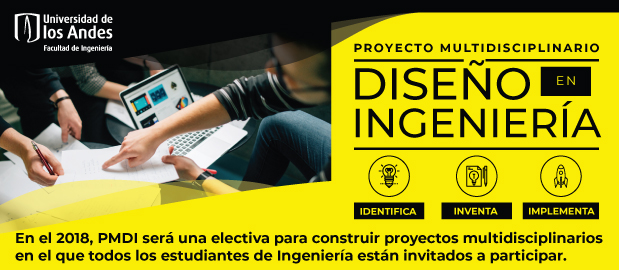 Universidad de
los Andes
Facultad de Ingeniería
PROYECTO MULTIDISCIPLINARIO
DISEÑO EN
INGENIERÍA
IDENTIFICA INVENTA IMPLEMENTA
En el 2018, PMDI será una electiva para construir proyectos multidisciplinarios
en el que todos los estudiantes de Ingeniería están invitados a participar.